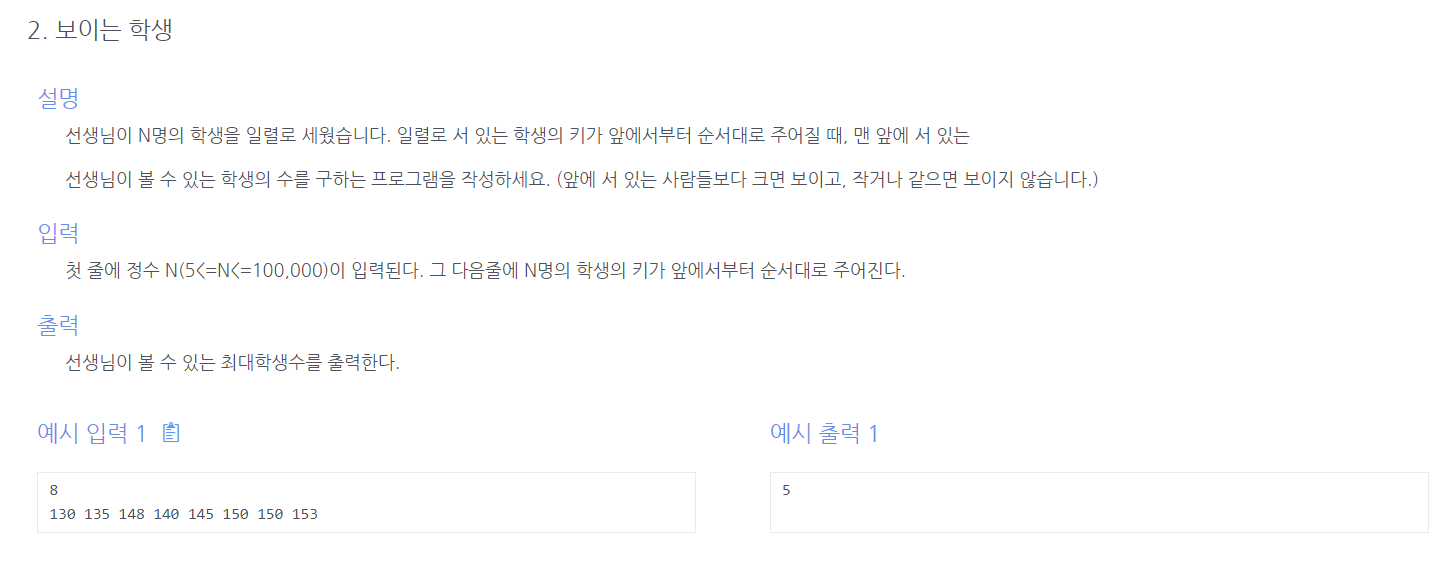 2. 보이는 학생
설명
선생님이 N명의 학생을 일렬로 세웠습니다. 일렬로 서 있는 학생의 키가 앞에서부터 순서대로 주어질 때, 맨 앞에 서 있는
선생님이 볼 수 있는 학생의 수를 구하는 프로그램을 작성하세요. (앞에 서 있는 사람들보다 크면 보이고, 작거나 같으면 보이지 않습니다.)
입력
첫 줄에 정수 N(5<=N<=100,000)이 입력된다. 그 다음줄에 N명의 학생의 키가 앞에서부터 순서대로 주어진다.
출력
선생님이 볼 수 있는 최대학생수를 출력한다.
예시 입력 1
8
130 135 148 140 145 150 150 153
예시 출력 1
5